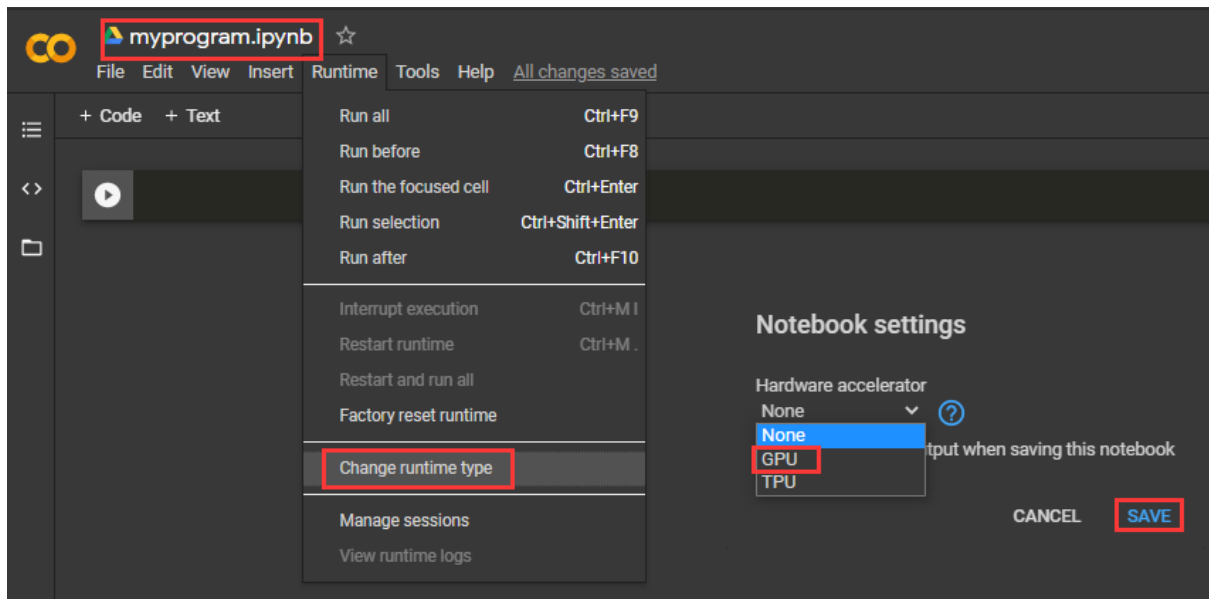 CO myprogram.ipynb
File Edit View Insert Runtime Tools Help All changes saved
+ Code + Text
Run all Ctrl+F9
Run before Ctrl+F8
Run the focused cell Ctrl+Enter
Run selection Ctrl+Shift+Enter
Run after Ctrl+F10
Interrupt execution Ctrl+M I
Restart runtime Ctrl+M .
Restart and run all
Factory reset runtime
Change runtime type
Manage sessions
View runtime logs
Notebook settings
Hardware accelerator
None ?
None
GPU
TPU
tput when saving this notebook
CANCEL SAVE